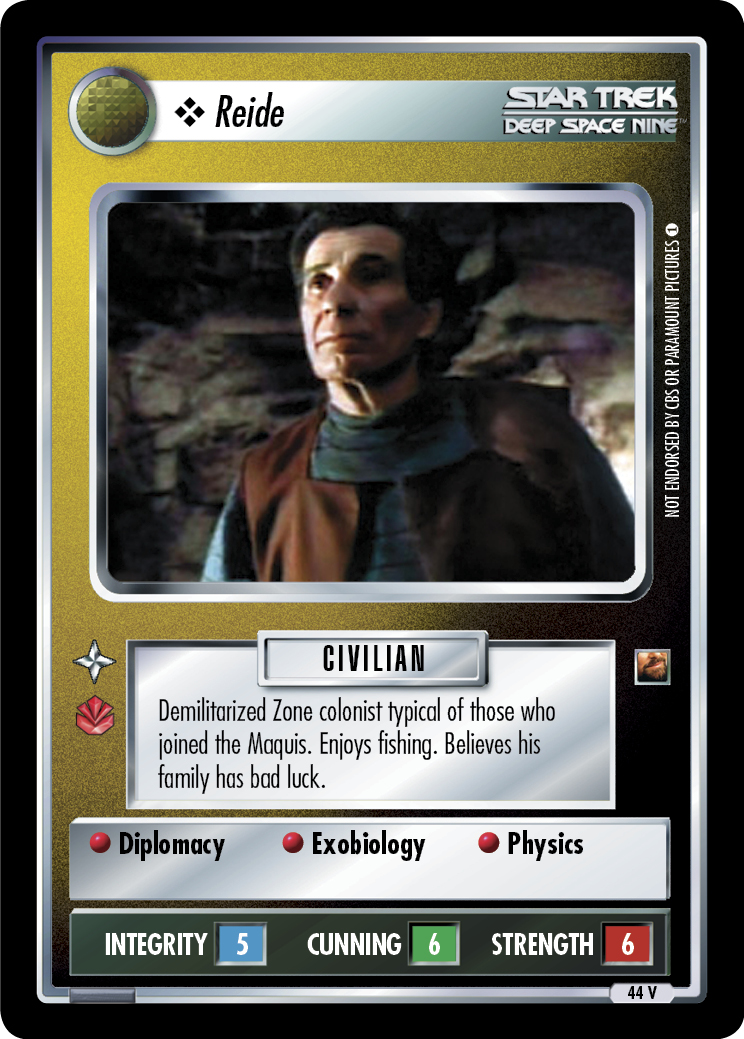 ❖ Reide
STAR TREK
DEEP SPACE NINE™
NOT ENDORSED BY CBS OR PARAMOUNT PICTURES 1
CIVILIAN
Demilitarized Zone colonist typical of those who
joined the Maquis. Enjoys fishing. Believes his
family has bad luck.
Diplomacy Exobiology Physics
INTEGRITY 5 CUNNING 6 STRENGTH 6
44 V